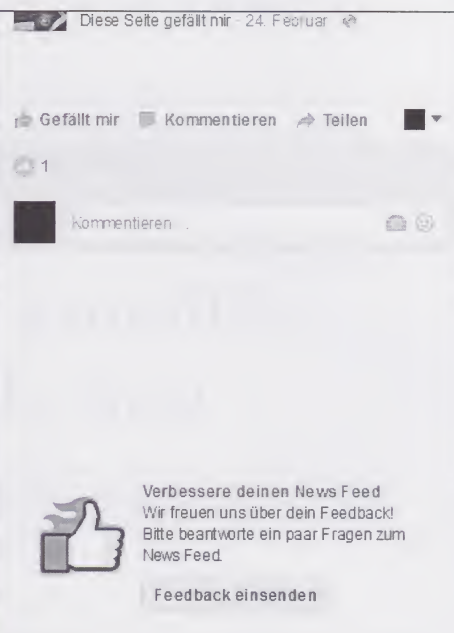 Diese Seite gefällt mir · 24. Februar
Gefällt mir Kommentieren Teilen
1
Kommentieren ...
Verbessere deinen News Feed
Wir freuen uns über dein Feedback!
Bitte beantworte ein paar Fragen zum
News Feed.
Feedback einsenden